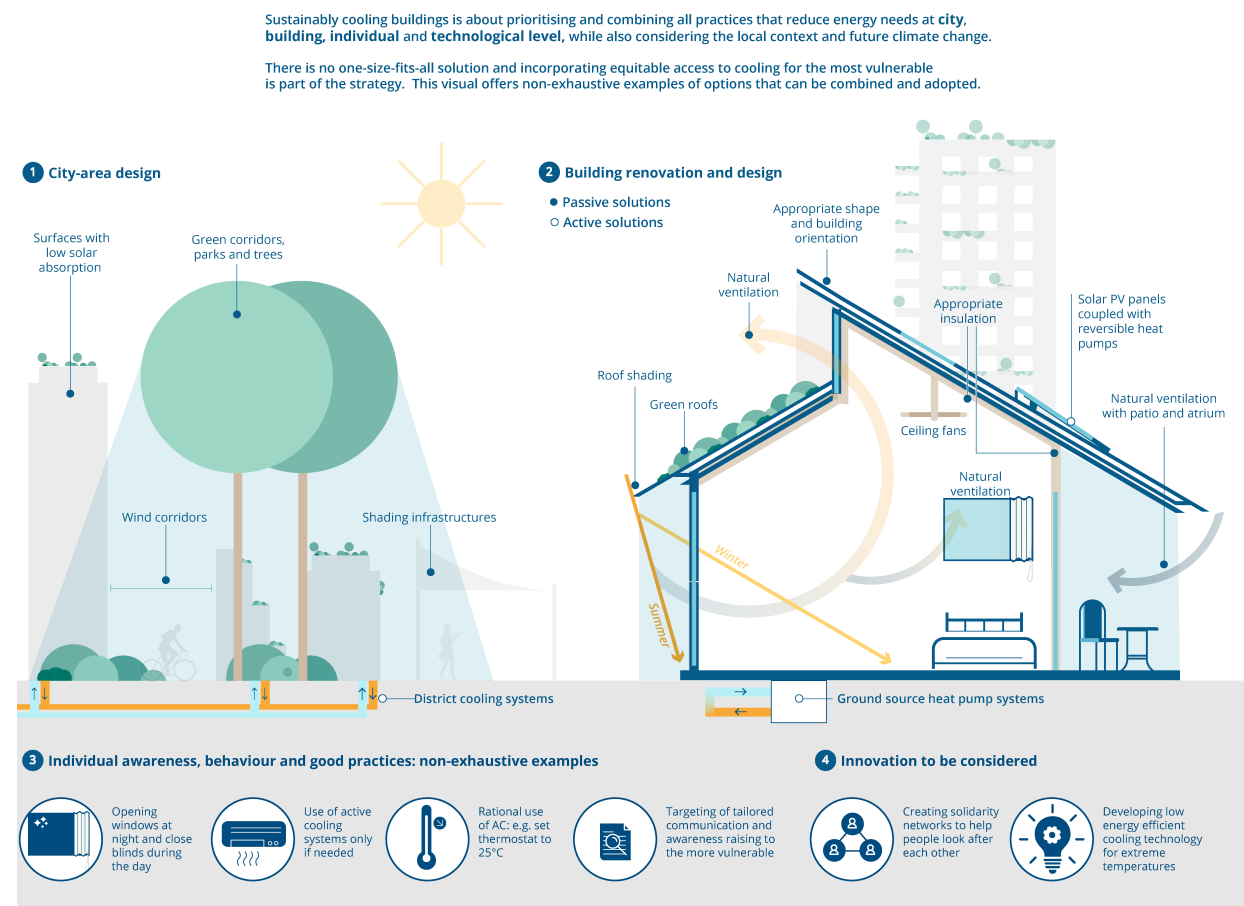 Sustainably cooling buildings is about prioritising and combining all practices that reduce energy needs at city,
building, individual and technological level, while also considering the local context and future climate change.
There is no one-size-fits-all solution and incorporating equitable access to cooling for the most vulnerable
is part of the strategy. This visual offers non-exhaustive examples of options that can be combined and adopted.
1 City-area design
Surfaces with
low solar
absorption
Green corridors,
parks and trees
Wind corridors
Shading infrastructures
District cooling systems
2 Building renovation and design
Passive solutions
Active solutions
Appropriate shape
and building
orientation
Natural
ventilation
Appropriate
insulation
Solar PV panels
coupled with
reversible heat
pumps
Roof shading
Green roofs
Ceiling fans
Natural ventilation
with patio and atrium
Natural
ventilation
Winter
Summer
Ground source heat pump systems
3 Individual awareness, behaviour and good practices: non-exhaustive examples
Opening
windows at
night and close
blinds during
the day
Use of active
cooling
systems only
if needed
Rational use
of AC: e.g. set
thermostat to
25°C
Targeting of tailored
communication and
awareness raising to
the more vulnerable
4 Innovation to be considered
Creating solidarity
networks to help
people look after
each other
Developing low
energy efficient
cooling technology
for extreme
temperatures